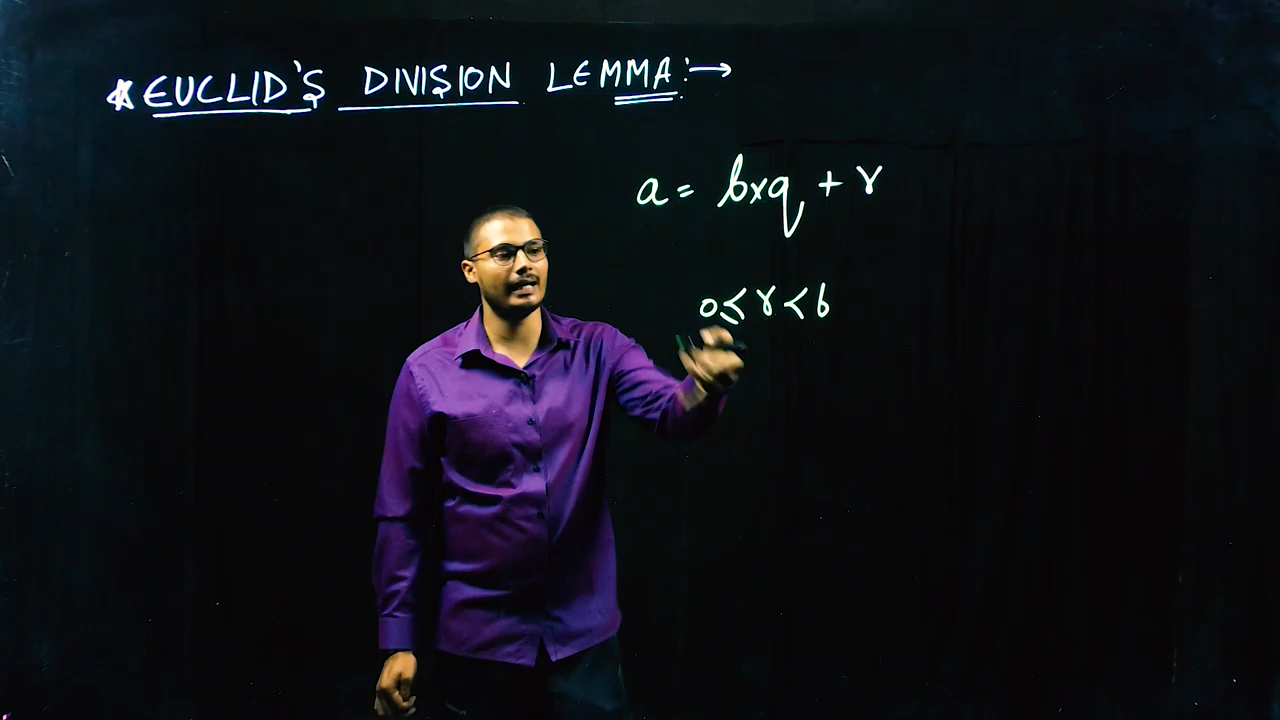 * EUCLID'S DIVISION LEMMA :→
a = b×q + r
0 ≤ r < b